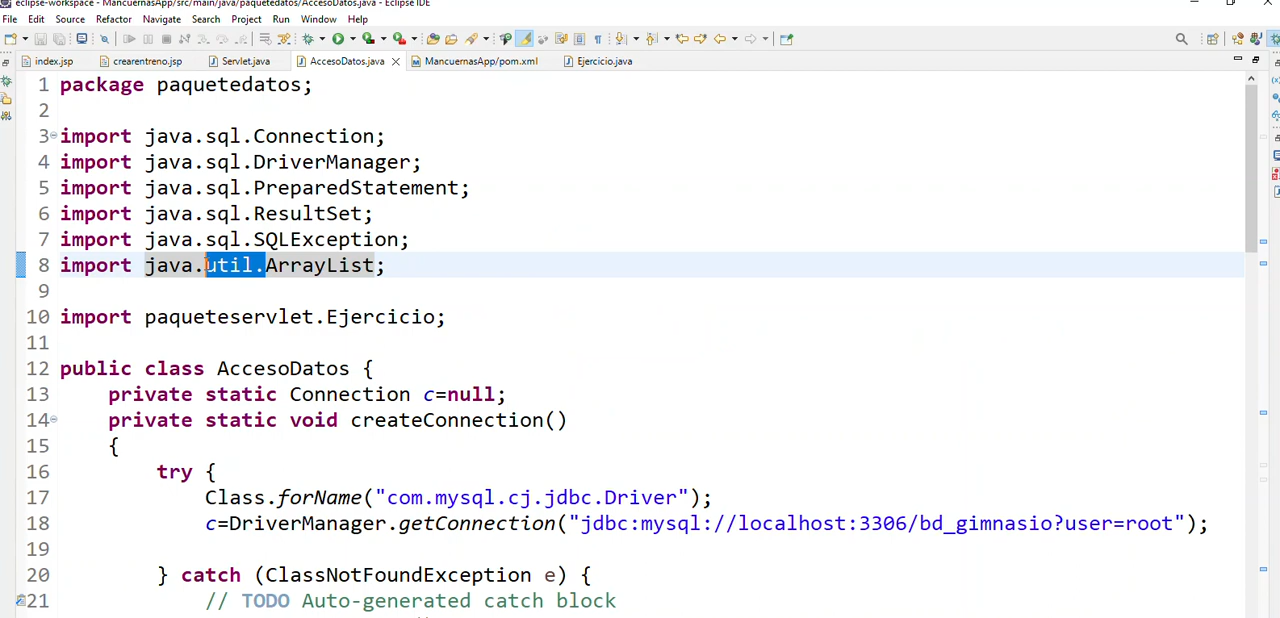 eclipse-workspace - MancuernasApp/src/main/java/paquetedatos/AccesoDatos.java - Eclipse IDE
File Edit Source Refactor Navigate Search Project Run Window Help
index.jsp crearentreno.jsp Servlet.java AccesoDatos.java MancuernasApp/pom.xml Ejercicio.java
1 package paquetedatos;
2
3 import java.sql.Connection;
4 import java.sql.DriverManager;
5 import java.sql.PreparedStatement;
6 import java.sql.ResultSet;
7 import java.sql.SQLException;
8 import java.util.ArrayList;
9
10 import paqueteservlet.Ejercicio;
11
12 public class AccesoDatos {
13 private static Connection c=null;
14 private static void createConnection()
15 {
16 try {
17 Class.forName("com.mysql.cj.jdbc.Driver");
18 c=DriverManager.getConnection("jdbc:mysql://localhost:3306/bd_gimnasio?user=root");
19
20 } catch (ClassNotFoundException e) {
21 // TODO Auto-generated catch block